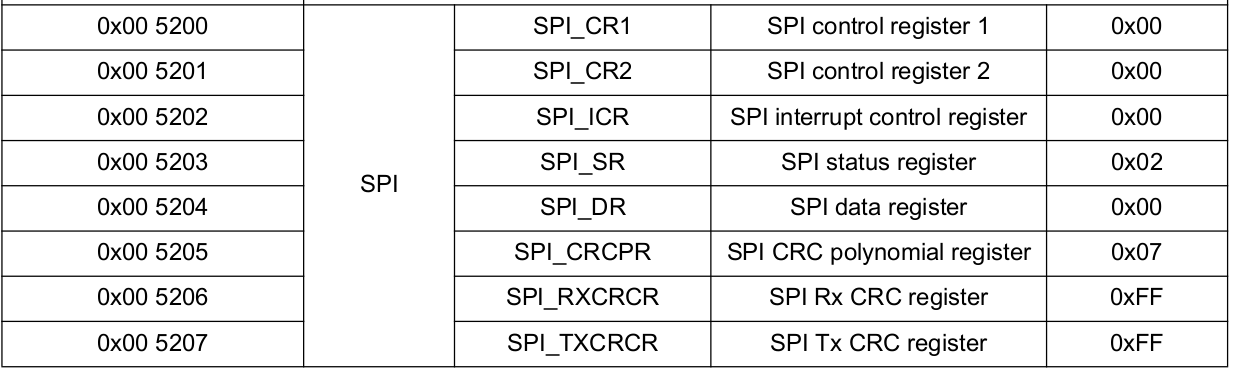 0x00 5200 SPI_CR1 SPI control register 1 0x00
0x00 5201 SPI_CR2 SPI control register 2 0x00
0x00 5202 SPI_ICR SPI interrupt control register 0x00
0x00 5203 SPI_SR SPI status register 0x02
SPI
0x00 5204 SPI_DR SPI data register 0x00
0x00 5205 SPI_CRCPR SPI CRC polynomial register 0x07
0x00 5206 SPI_RXCRCR SPI Rx CRC register 0xFF
0x00 5207 SPI_TXCRCR SPI Tx CRC register 0xFF